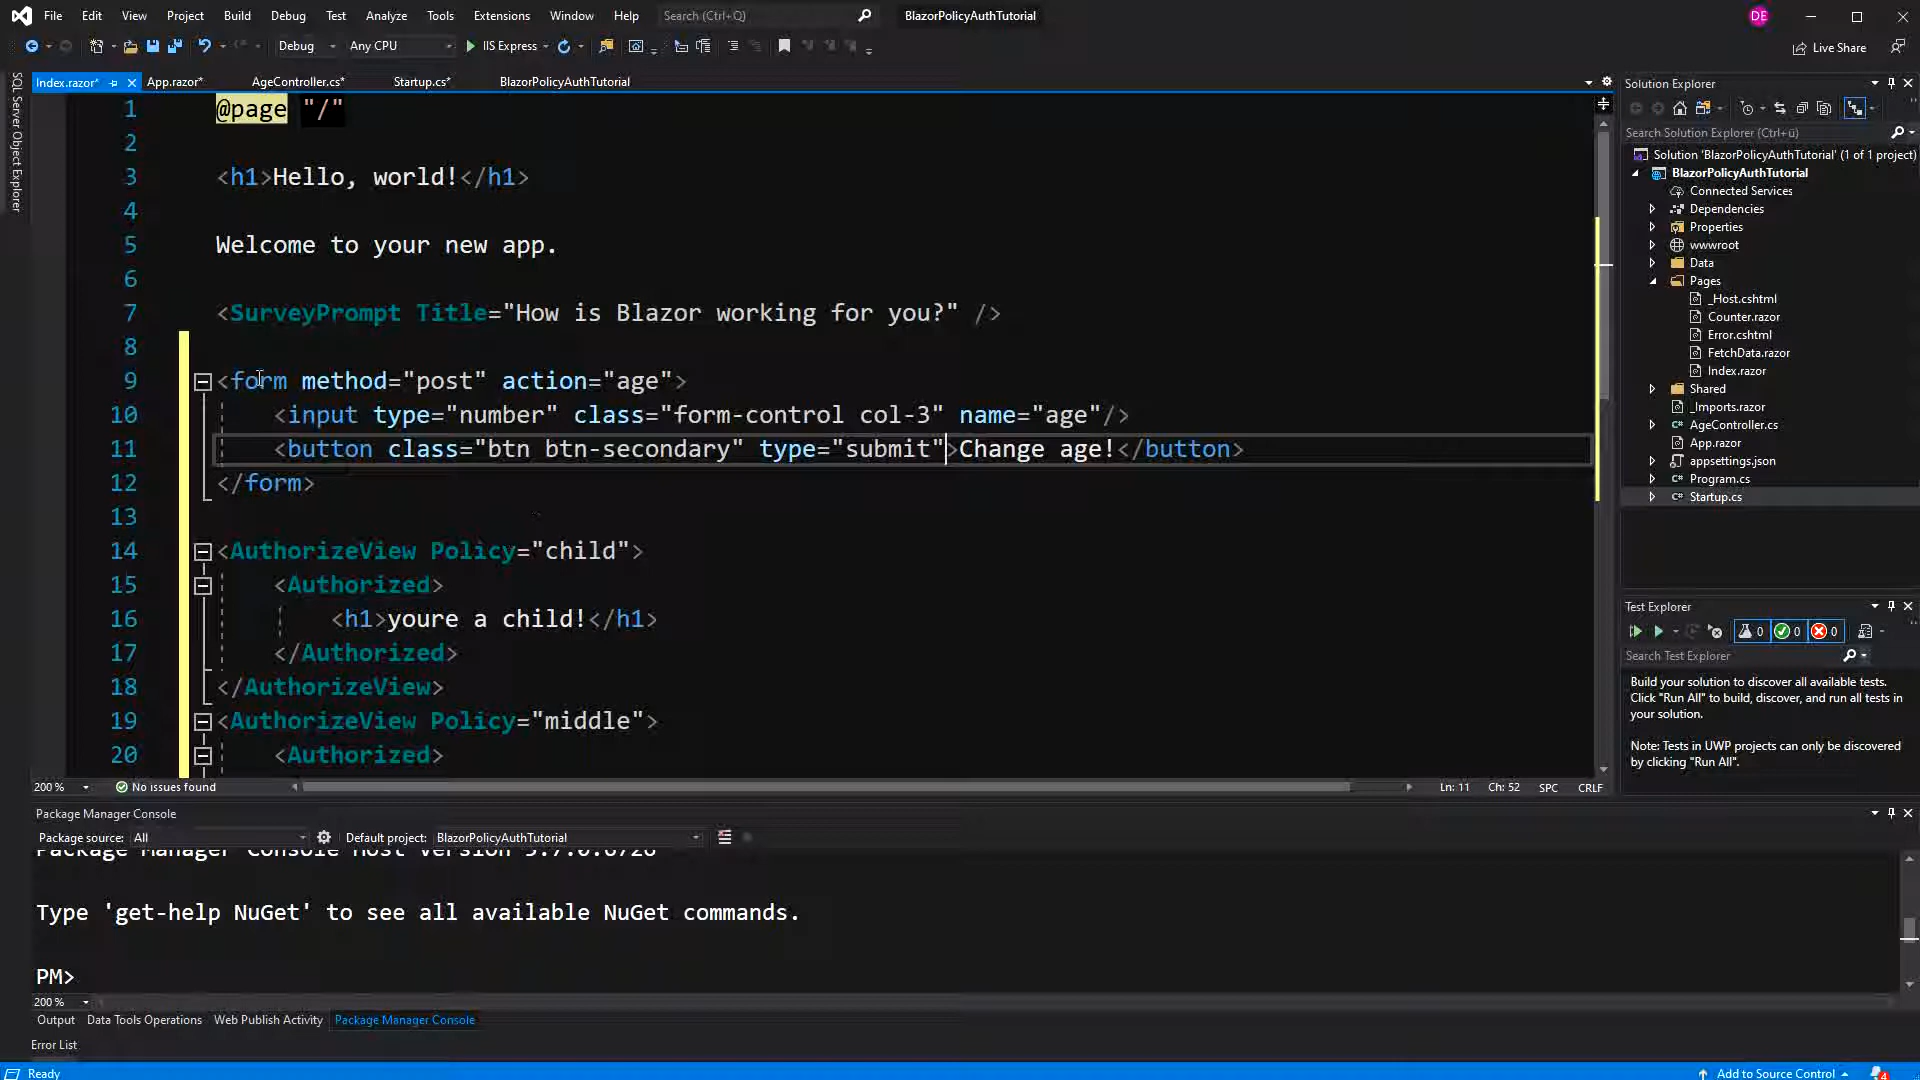 File Edit View Project Build Debug Test Analyze Tools Extensions Window Help Search (Ctrl+Q) BlazorPolicyAuthTutorial DE
Debug Any CPU IIS Express Live Share
Index.razor* App.razor* AgeController.cs* Startup.cs* BlazorPolicyAuthTutorial
SQL Server Object Explorer
1 @page "/"
2
3 <h1>Hello, world!</h1>
4
5 Welcome to your new app.
6
7 <SurveyPrompt Title="How is Blazor working for you?" />
8
9 <form method="post" action="age">
10 <input type="number" class="form-control col-3" name="age"/>
11 <button class="btn btn-secondary" type="submit">Change age!</button>
12 </form>
13
14 <AuthorizeView Policy="child">
15 <Authorized>
16 <h1>youre a child!</h1>
17 </Authorized>
18 </AuthorizeView>
19 <AuthorizeView Policy="middle">
20 <Authorized>
200 % No issues found Ln: 11 Ch: 52 SPC CRLF
Solution Explorer
Search Solution Explorer (Ctrl+ü)
Solution 'BlazorPolicyAuthTutorial' (1 of 1 project)
BlazorPolicyAuthTutorial
Connected Services
Dependencies
Properties
wwwroot
Data
Pages
_Host.cshtml
Counter.razor
Error.cshtml
FetchData.razor
Index.razor
Shared
_Imports.razor
AgeController.cs
App.razor
appsettings.json
Program.cs
Startup.cs
Test Explorer
0 0 0
Search Test Explorer
Build your solution to discover all available tests.
Click "Run All" to build, discover, and run all tests in
your solution.
Note: Tests in UWP projects can only be discovered
by clicking "Run All".
Package Manager Console
Package source: All Default project: BlazorPolicyAuthTutorial
Package Manager Console Host Version 5.7.0.6726
Type 'get-help NuGet' to see all available NuGet commands.
PM>
200 %
Output Data Tools Operations Web Publish Activity Package Manager Console
Error List
Ready Add to Source Control 4